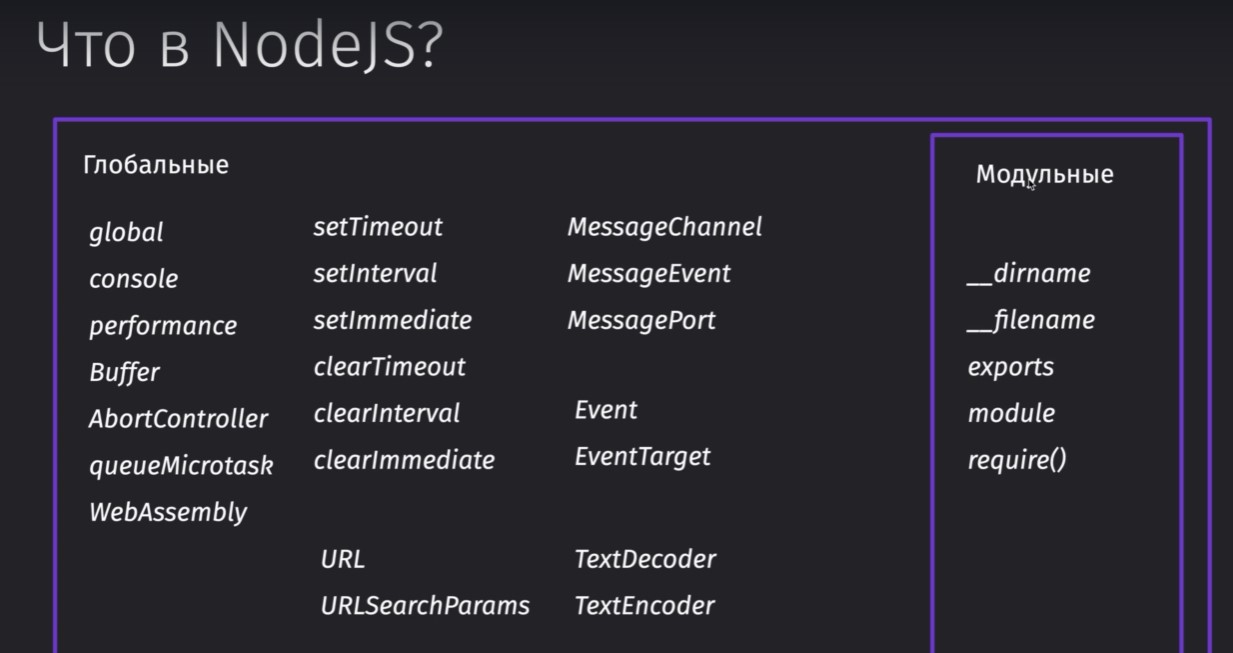 Что в NodeJS?
Глобальные
global
console
performance
Buffer
AbortController
queueMicrotask
WebAssembly
setTimeout
setInterval
setImmediate
clearTimeout
clearInterval
clearImmediate
URL
URLSearchParams
MessageChannel
MessageEvent
MessagePort
Event
EventTarget
TextDecoder
TextEncoder
Модульные
__dirname
__filename
exports
module
require()